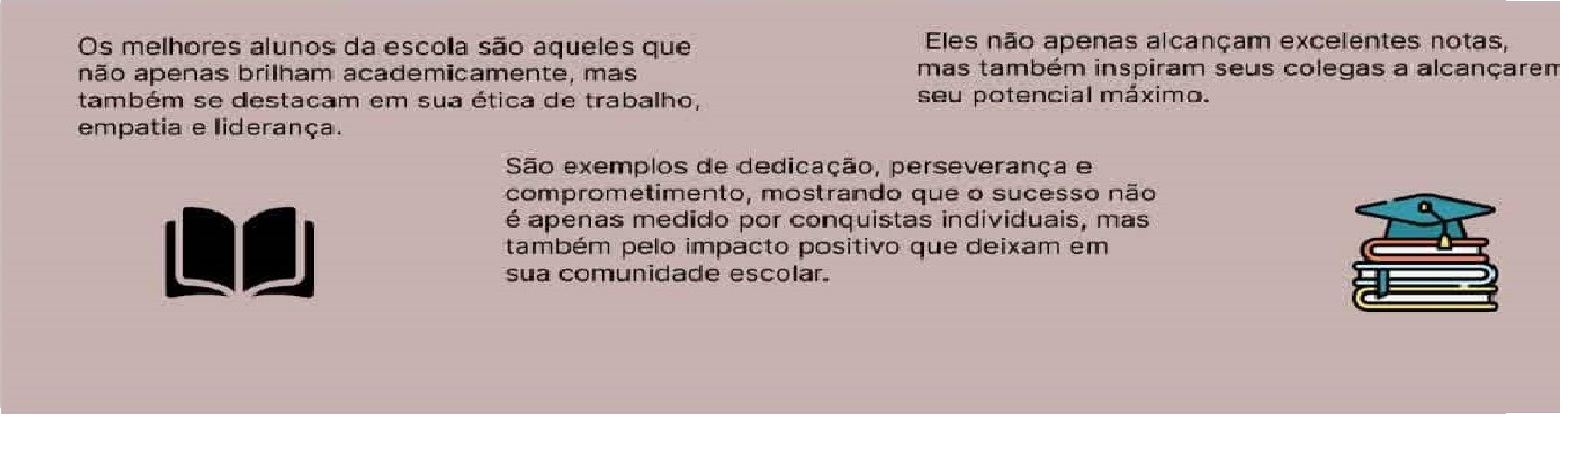 Os melhores alunos da escola são aqueles que
não apenas brilham academicamente, mas
também se destacam em sua ética de trabalho,
empatia e liderança.
Eles não apenas alcançam excelentes notas,
mas também inspiram seus colegas a alcançarem
seu potencial máximo.
São exemplos de dedicação, perseverança e
comprometimento, mostrando que o sucesso não
é apenas medido por conquistas individuais, mas
também pelo impacto positivo que deixam em
sua comunidade escolar.